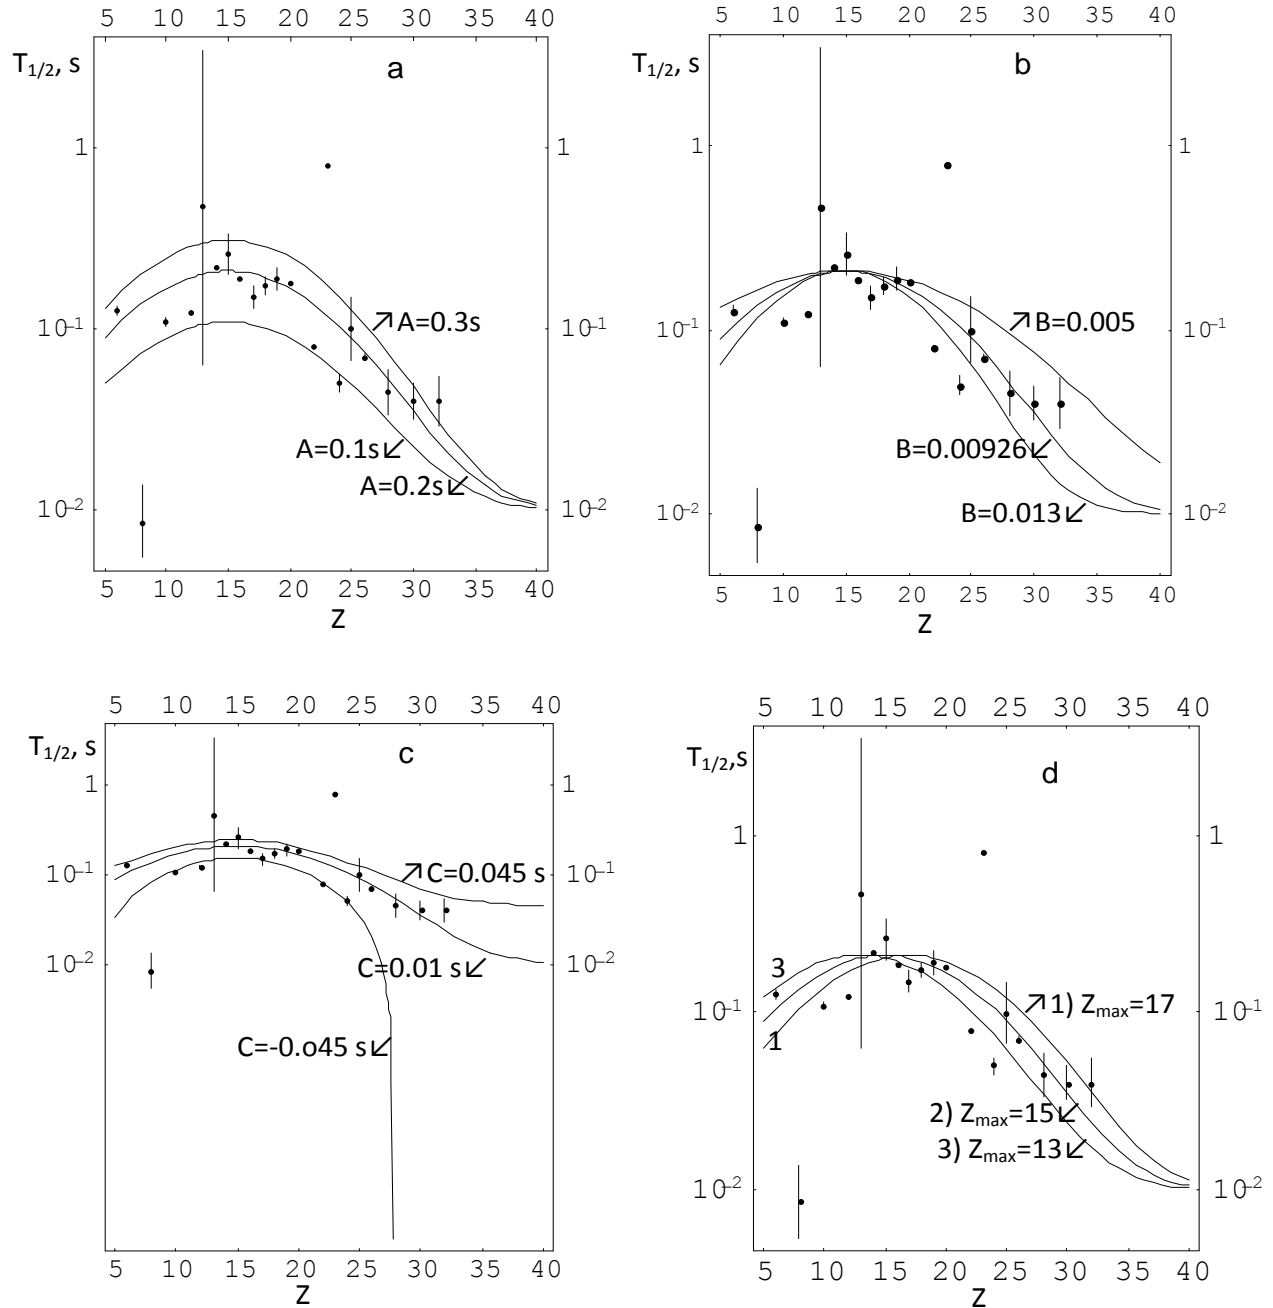 5 10 15 20 25 30 35 40
5 10 15 20 25 30 35 40
T1/2, s
a
b
1
1
10⁻¹
10⁻¹
10⁻²
10⁻²
A=0.3s
A=0.1s
A=0.2s
5 10 15 20 25 30 35 40
Z
T1/2, s
1
1
10⁻¹
10⁻¹
10⁻²
10⁻²
B=0.005
B=0.00926
B=0.013
5 10 15 20 25 30 35 40
Z
5 10 15 20 25 30 35 40
T1/2, s
c
1
1
10⁻¹
10⁻¹
10⁻²
10⁻²
C=0.045 s
C=0.01 s
C=-0.o45 s
5 10 15 20 25 30 35 40
Z
5 10 15 20 25 30 35 40
T1/2,s
d
1
1
3
10⁻¹
10⁻¹
1
1) Zmax=17
2) Zmax=15
3) Zmax=13
10⁻²
10⁻²
5 10 15 20 25 30 35 40
Z